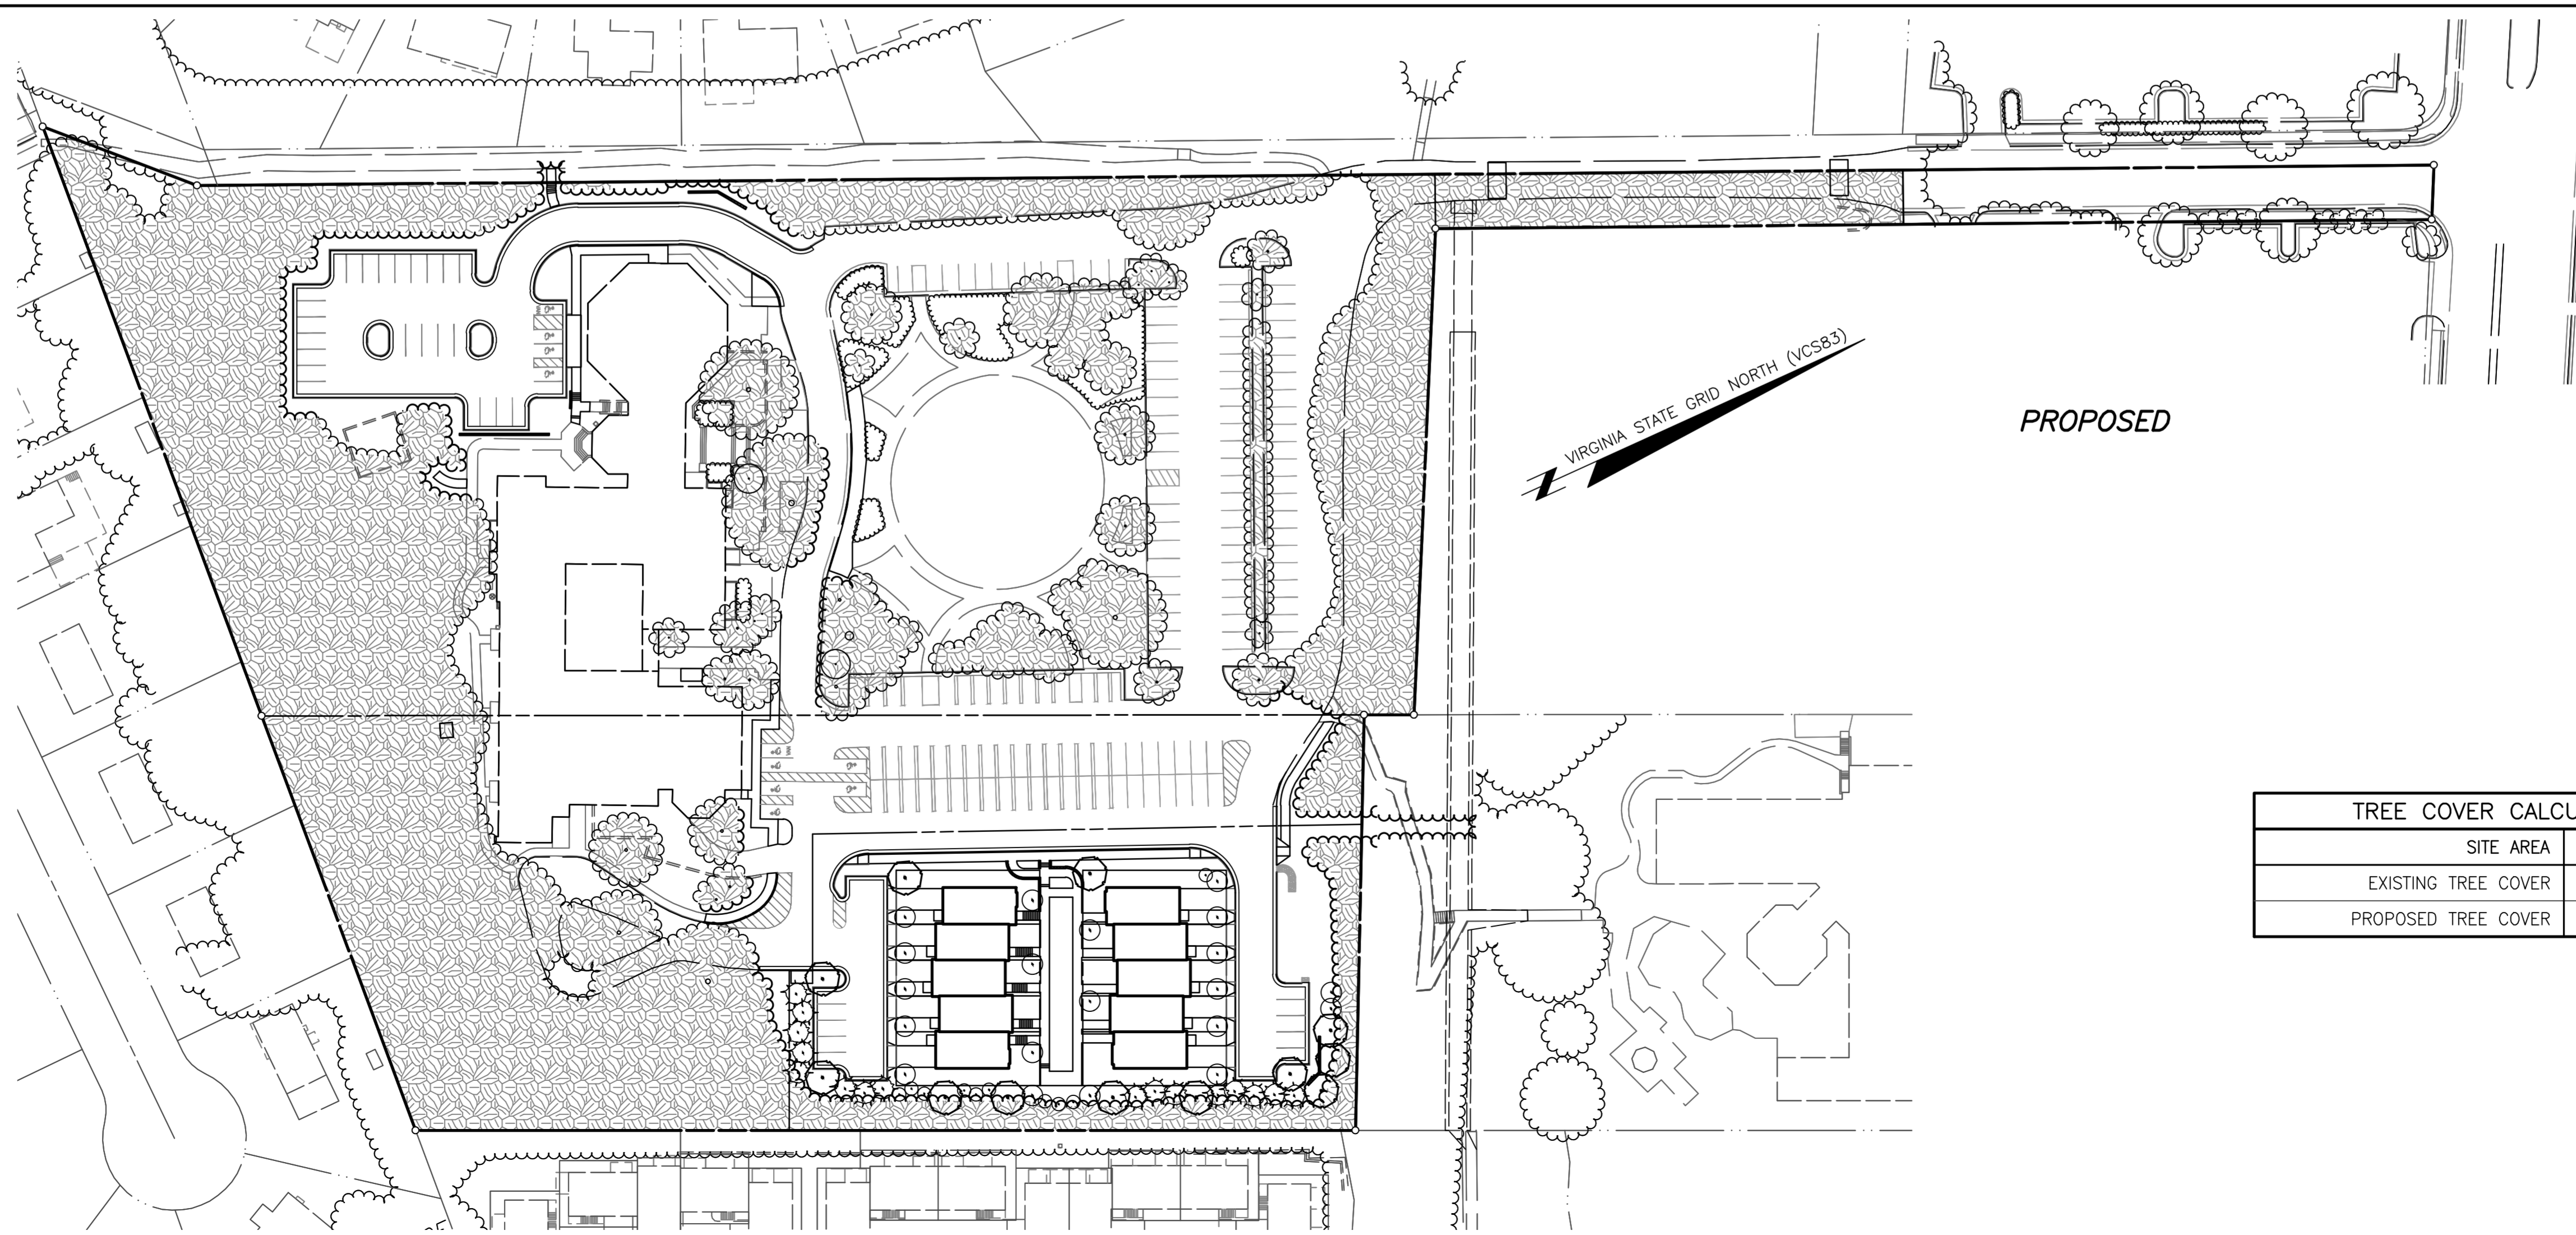 VIRGINIA STATE GRID NORTH (VCS83)
PROPOSED
TREE COVER CALCU
SITE AREA
EXISTING TREE COVER
PROPOSED TREE COVER